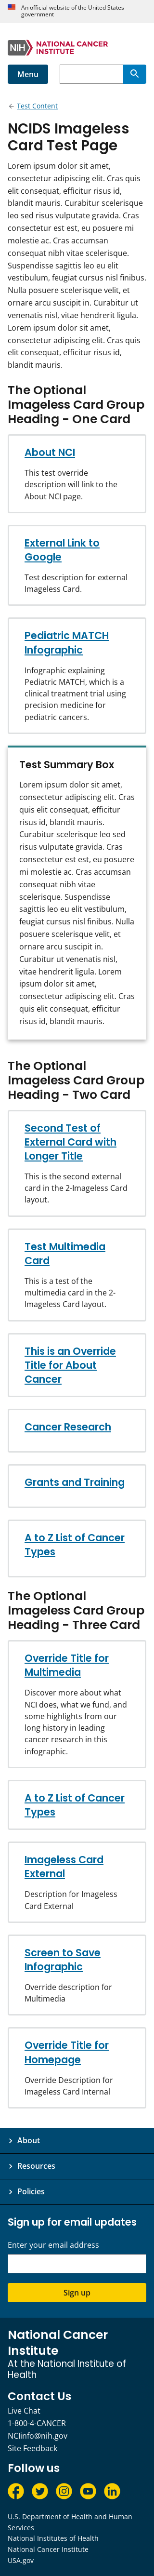 An official website of the United States
government
NIH NATIONAL CANCER
INSTITUTE
Menu
Test Content
NCIDS Imageless
Card Test Page
Lorem ipsum dolor sit amet,
consectetur adipiscing elit. Cras
quis elit consequat, efficitur risus
id, blandit mauris. Curabitur
scelerisque leo sed risus vulputate
gravida. Cras consectetur est eu,
posuere mi molestie ac. Cras
accumsan consequat nibh vitae
scelerisque. Suspendisse sagittis leo
eu elit vestibulum, feugiat cursus
nisl finibus. Nulla posuere
scelerisque velit, et ornare arcu
suscipit in. Curabitur ut venenatis
nisl, vitae hendrerit ligula. Cras quis
elit consequat, efficitur risus id,
blandit mauris.
The Optional
Imageless Card Group
Heading - One Card
About NCI
This test override
description will link to the
About NCI page.
External Link to
Google
Test description for external
Imageless Card.
Pediatric MATCH
Infographic
Infographic explaining
Pediatric MATCH, which is a
clinical treatment trial using
precision medicine for
pediatric cancers.
Test Summary Box
Lorem ipsum dolor sit amet,
consectetur adipiscing elit. Cras
quis elit consequat, efficitur
risus id, blandit mauris.
Curabitur scelerisque leo sed
risus vulputate gravida. Cras
consectetur est eu, posuere mi
molestie ac. Cras accumsan
consequat nibh vitae
scelerisque. Suspendisse
sagittis leo eu elit vestibulum,
feugiat cursus nisl finibus. Nulla
posuere scelerisque velit, et
ornare arcu suscipit in.
Curabitur ut venenatis nisl,
vitae hendrerit ligula. Lorem
ipsum dolor sit amet,
consectetur adipiscing elit. Cras
quis elit consequat, efficitur
risus id, blandit mauris.
The Optional
Imageless Card Group
Heading - Two Card
Second Test of
External Card with
Longer Title
This is the second external
card in the 2-Imageless Card
layout.
Test Multimedia
Card
This is a test of the
multimedia card in the 2-
Imageless Card layout.
This is an Override
Title for About
Cancer
Cancer Research
Grants and Training
A to Z List of Cancer
Types
The Optional
Imageless Card Group
Heading - Three Card
Override Title for
Multimedia
Discover more about what
NCI does, what we fund, and
some highlights from our
long history in leading
cancer research in this
infographic.
A to Z List of Cancer
Types
Imageless Card
External
Description for Imageless
Card External
Screen to Save
Infographic
Override description for
Multimedia
Override Title for
Homepage
Override Description for
Imageless Card Internal
About
Resources
Policies
Sign up for email updates
Enter your email address
Sign up
National Cancer
Institute
At the National Institute of
Health
Contact Us
Live Chat
1-800-4-CANCER
NCIinfo@nih.gov
Site Feedback
Follow us
U.S. Department of Health and Human
Services
National Institutes of Health
National Cancer Institute
USA.gov